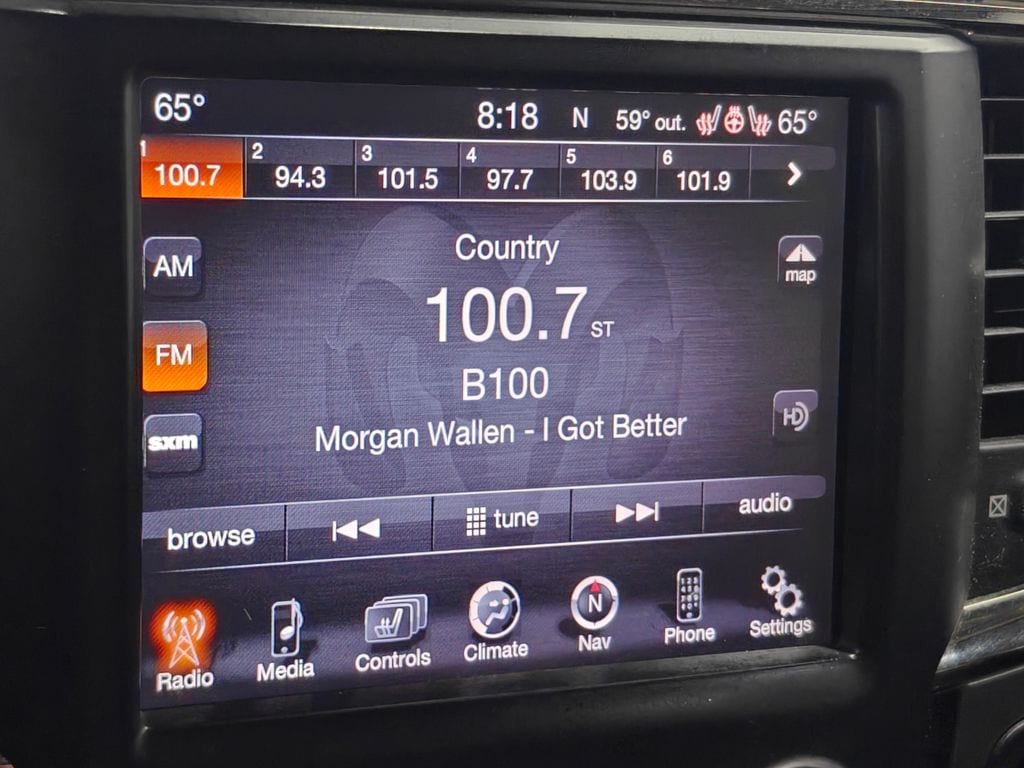 65° 8:18 N 59° out. 65°
1 100.7 2 94.3 3 101.5 4 97.7 5 103.9 6 101.9
Country
AM
map
100.7 ST
FM
B100
HD
sxm
Morgan Wallen - I Got Better
browse tune audio
N
Radio Media Controls Climate Nav Phone Settings